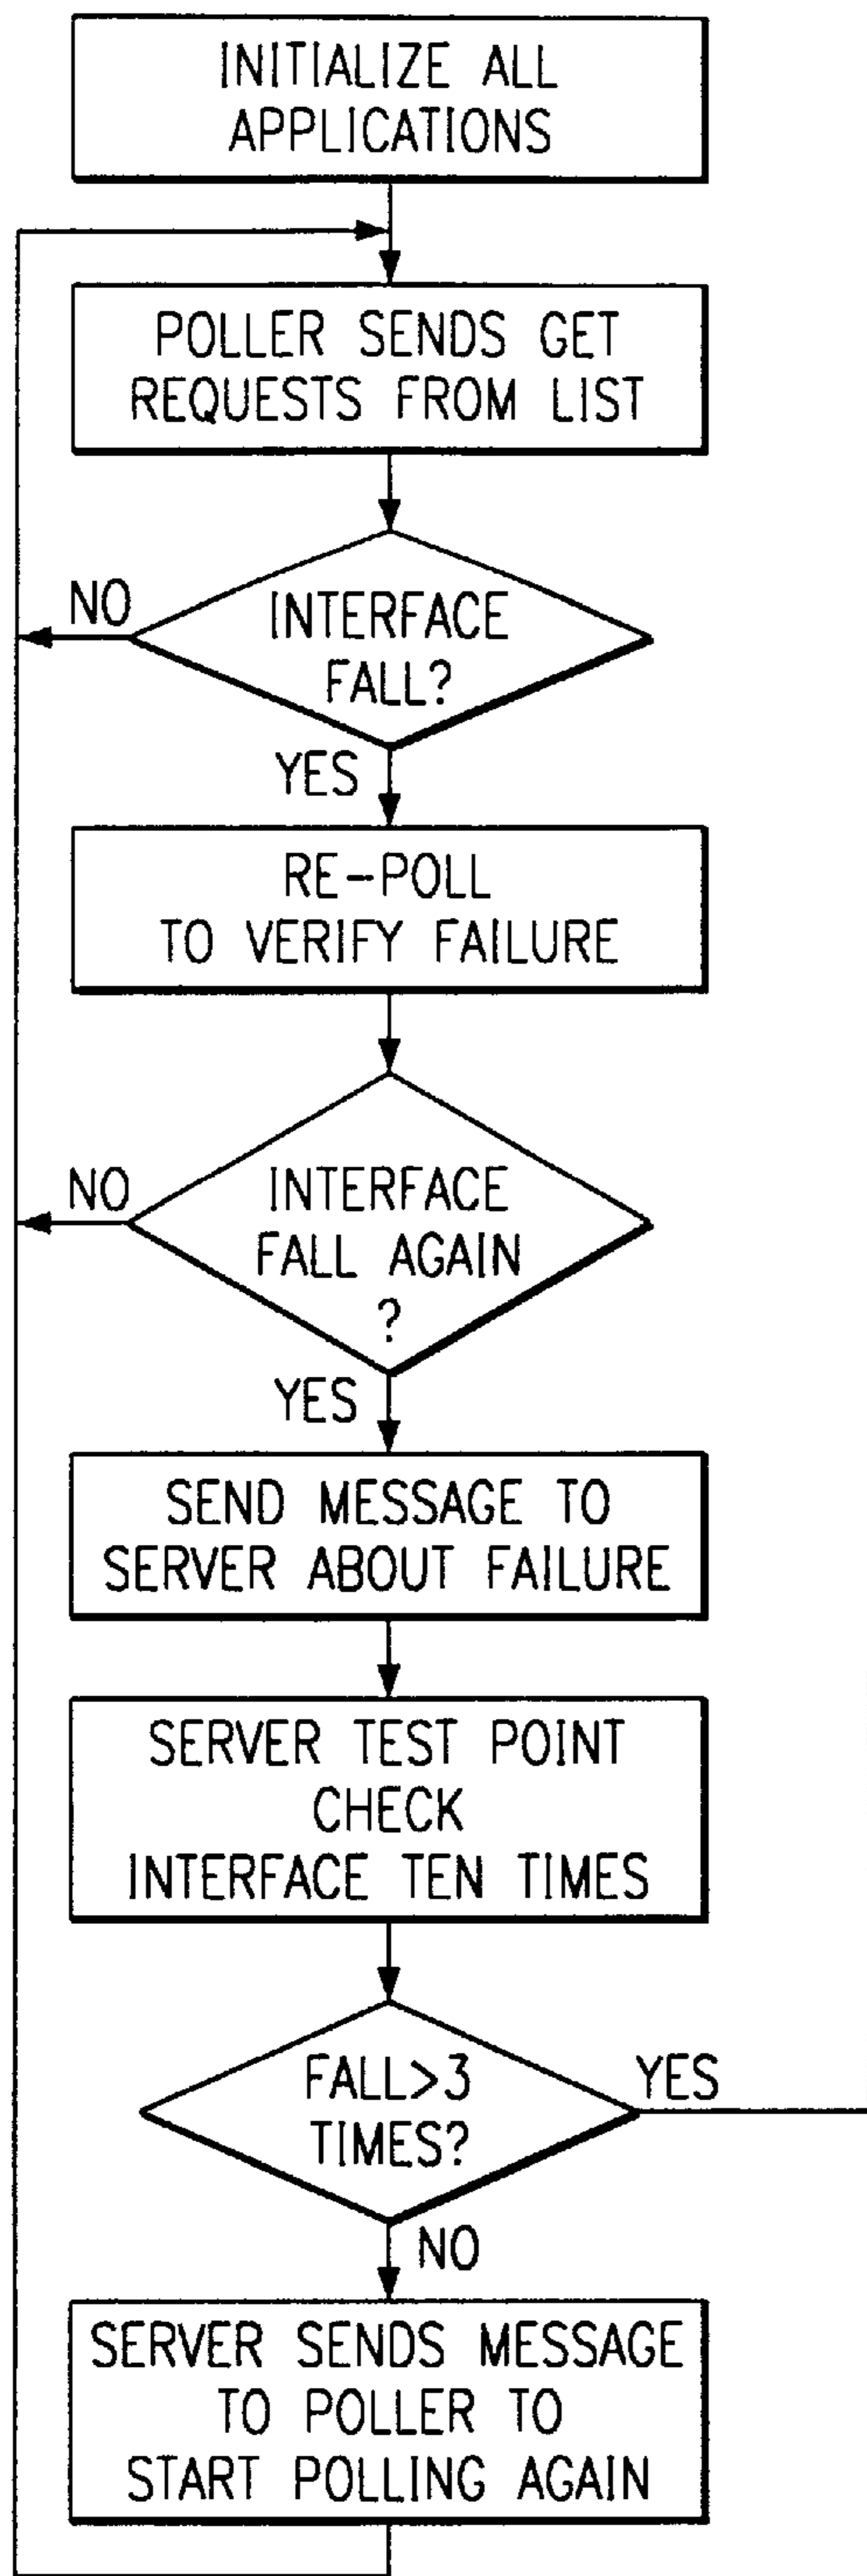 INITIALIZE ALL
APPLICATIONS
POLLER SENDS GET
REQUESTS FROM LIST
INTERFACE
FALL?
NO
YES
RE-POLL
TO VERIFY FAILURE
INTERFACE
FALL AGAIN
?
NO
YES
SEND MESSAGE TO
SERVER ABOUT FAILURE
SERVER TEST POINT
CHECK
INTERFACE TEN TIMES
FALL>3
TIMES?
YES
NO
SERVER SENDS MESSAGE
TO POLLER TO
START POLLING AGAIN